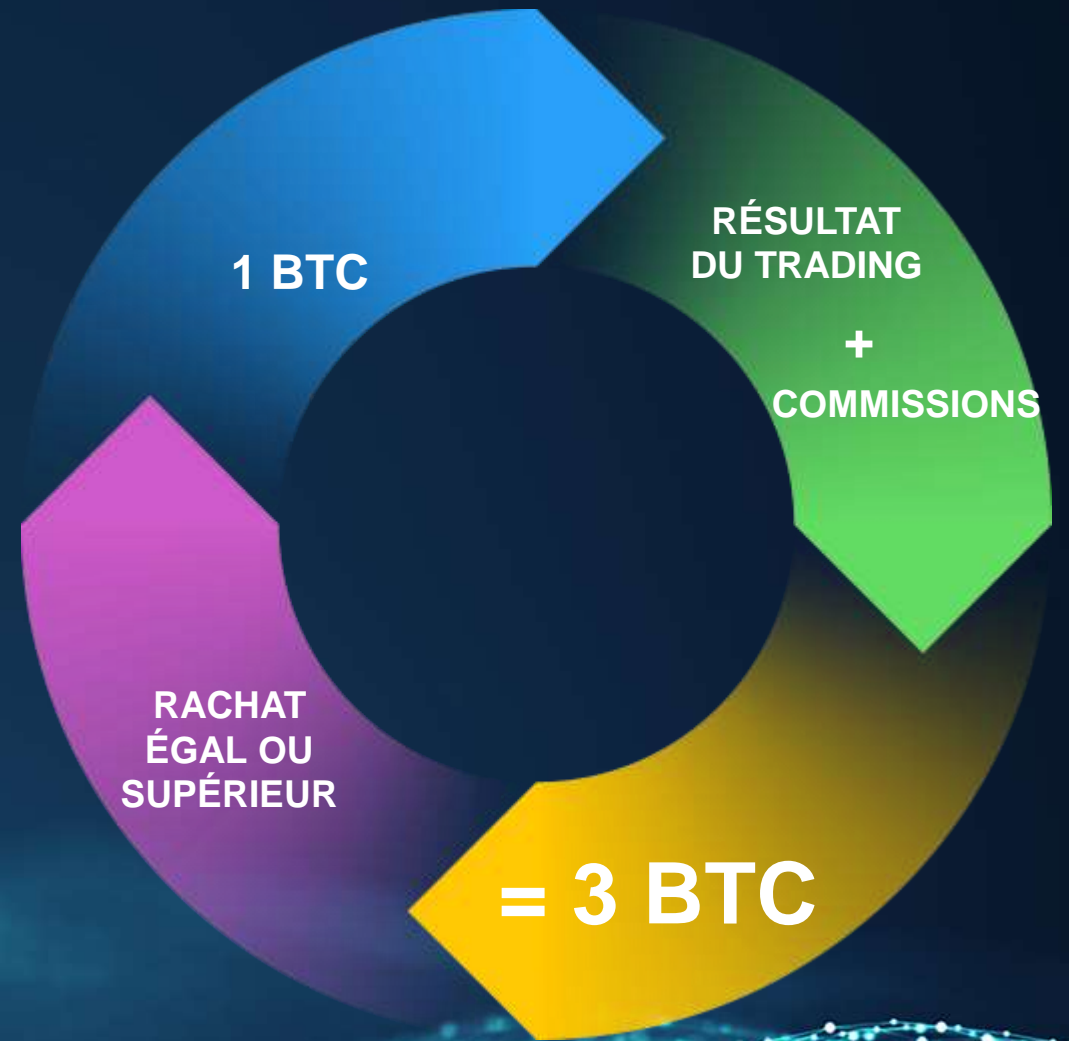 1 BTC
RÉSULTAT
DU TRADING
+
COMMISSIONS
= 3 BTC
RACHAT
ÉGAL OU
SUPÉRIEUR